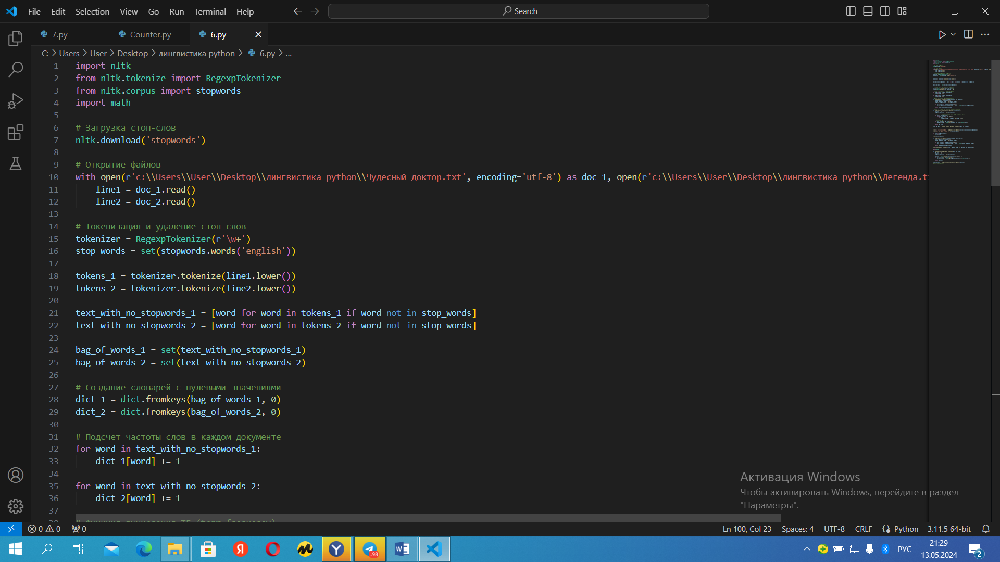 File Edit Selection View Go Run Terminal Help
Search
7.py
Counter.py
6.py
C: > Users > User > Desktop > лингвистика python > 6.py > ...
1 import nltk
2 from nltk.tokenize import RegexpTokenizer
3 from nltk.corpus import stopwords
4 import math
5
6 # Загрузка стоп-слов
7 nltk.download('stopwords')
8
9 # Открытие файлов
10 with open(r'c:\\Users\\User\\Desktop\\лингвистика python\\Чудесный доктор.txt', encoding='utf-8') as doc_1, open(r'c:\\Users\\User\\Desktop\\лингвистика python\\Легенда.t
11     line1 = doc_1.read()
12     line2 = doc_2.read()
13
14 # Токенизация и удаление стоп-слов
15 tokenizer = RegexpTokenizer(r'\w+')
16 stop_words = set(stopwords.words('english'))
17
18 tokens_1 = tokenizer.tokenize(line1.lower())
19 tokens_2 = tokenizer.tokenize(line2.lower())
20
21 text_with_no_stopwords_1 = [word for word in tokens_1 if word not in stop_words]
22 text_with_no_stopwords_2 = [word for word in tokens_2 if word not in stop_words]
23
24 bag_of_words_1 = set(text_with_no_stopwords_1)
25 bag_of_words_2 = set(text_with_no_stopwords_2)
26
27 # Создание словарей с нулевыми значениями
28 dict_1 = dict.fromkeys(bag_of_words_1, 0)
29 dict_2 = dict.fromkeys(bag_of_words_2, 0)
30
31 # Подсчет частоты слов в каждом документе
32 for word in text_with_no_stopwords_1:
33     dict_1[word] += 1
34
35 for word in text_with_no_stopwords_2:
36     dict_2[word] += 1
37
Активация Windows
Чтобы активировать Windows, перейдите в раздел
"Параметры".
0 0 0 Ln 100, Col 23 Spaces: 4 UTF-8 CRLF Python 3.11.5 64-bit
..98
РУС
21:29
13.05.2024
2